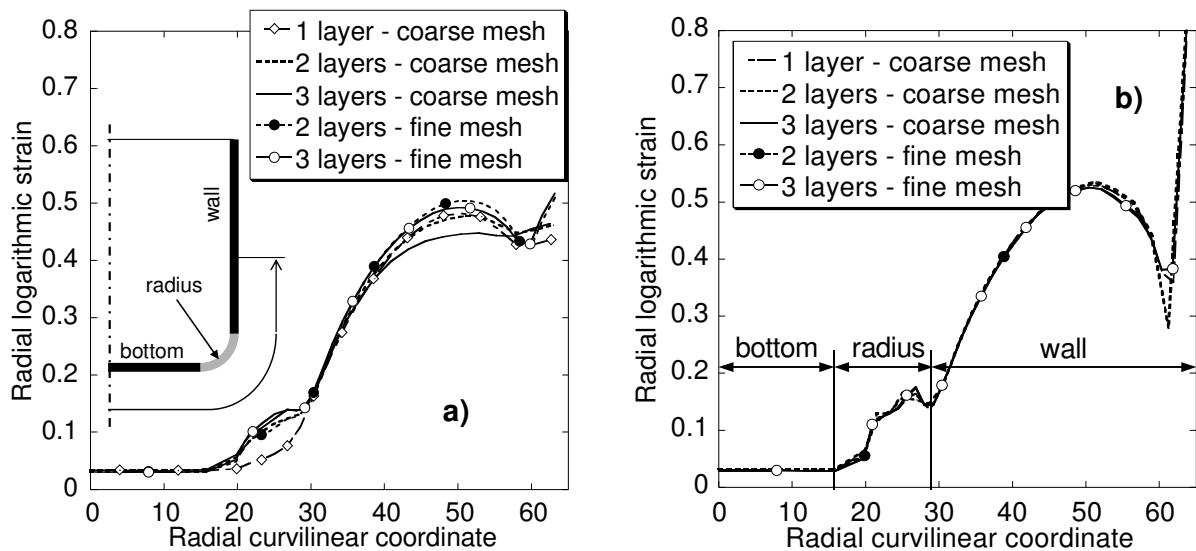 0.8
0.7
0.6
0.5
0.4
0.3
0.2
0.1
0
Radial logarithmic strain
0 10 20 30 40 50 60
Radial curvilinear coordinate
1 layer - coarse mesh
2 layers - coarse mesh
3 layers - coarse mesh
2 layers - fine mesh
3 layers - fine mesh
wall
radius
bottom
a)
0.8
0.7
0.6
0.5
0.4
0.3
0.2
0.1
0
Radial logarithmic strain
0 10 20 30 40 50 60
Radial curvilinear coordinate
1 layer - coarse mesh
2 layers - coarse mesh
3 layers - coarse mesh
2 layers - fine mesh
3 layers - fine mesh
b)
bottom radius wall